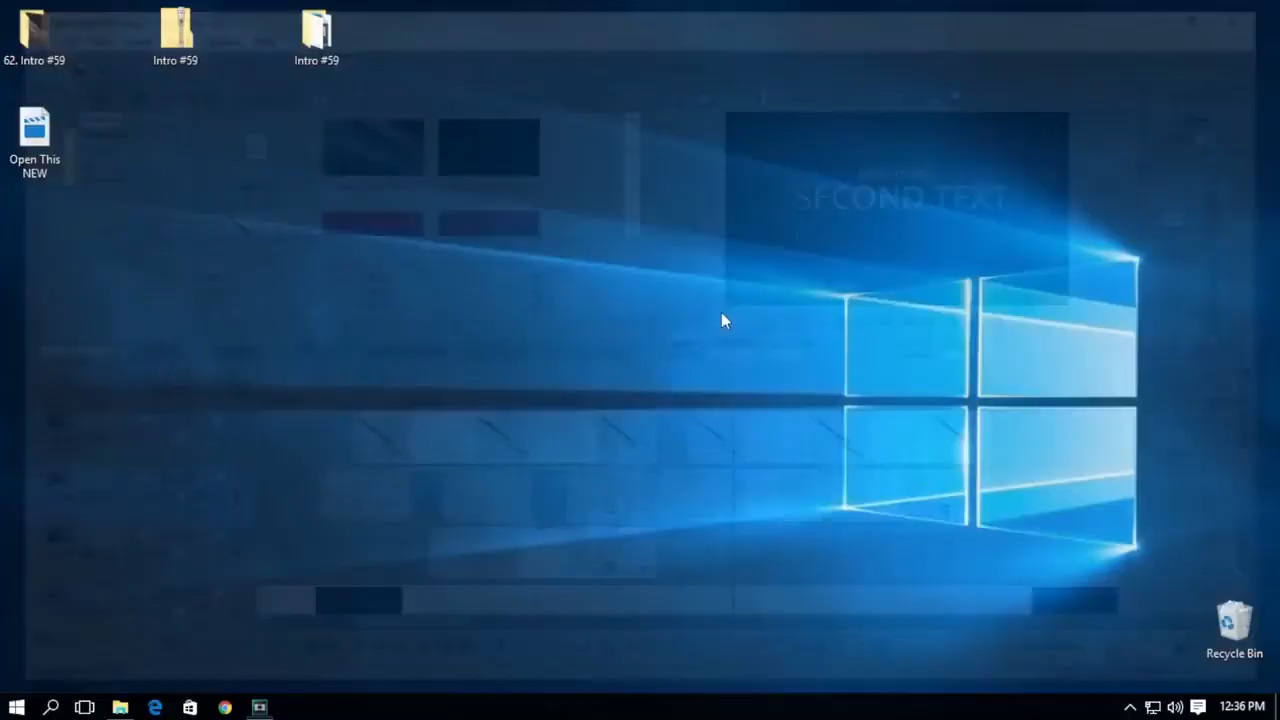 62. Intro #59
Intro #59
Intro #59
Open This
NEW
SECOND TEXT
Recycle Bin
12:36 PM